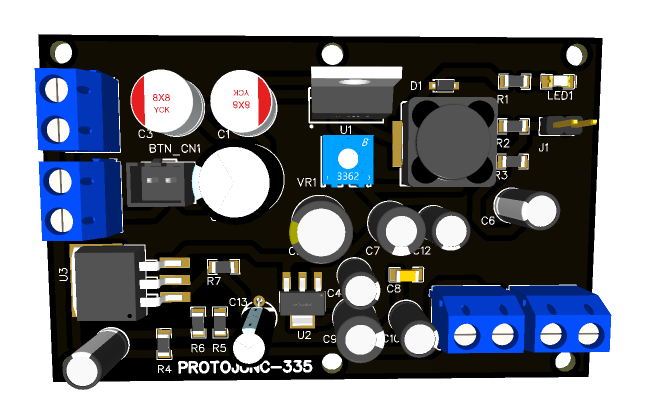 8X8
YCK
C3
8X8
YCK
C1
BTN_CN1
U1
D1
R1
LED1
R2
J1
R3
B
3362
VR1
C6
C7
C12
U3
R7
C13
C4
C8
U2
R6
R5
C9
C10
R4
PROTOJUNC-335